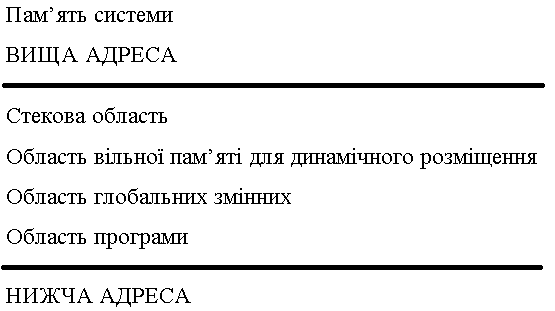 Пам’ять системи
ВИЩА АДРЕСА
Стекова область
Область вільної пам’яті для динамічного розміщення
Область глобальних змінних
Область програми
НИЖЧА АДРЕСА